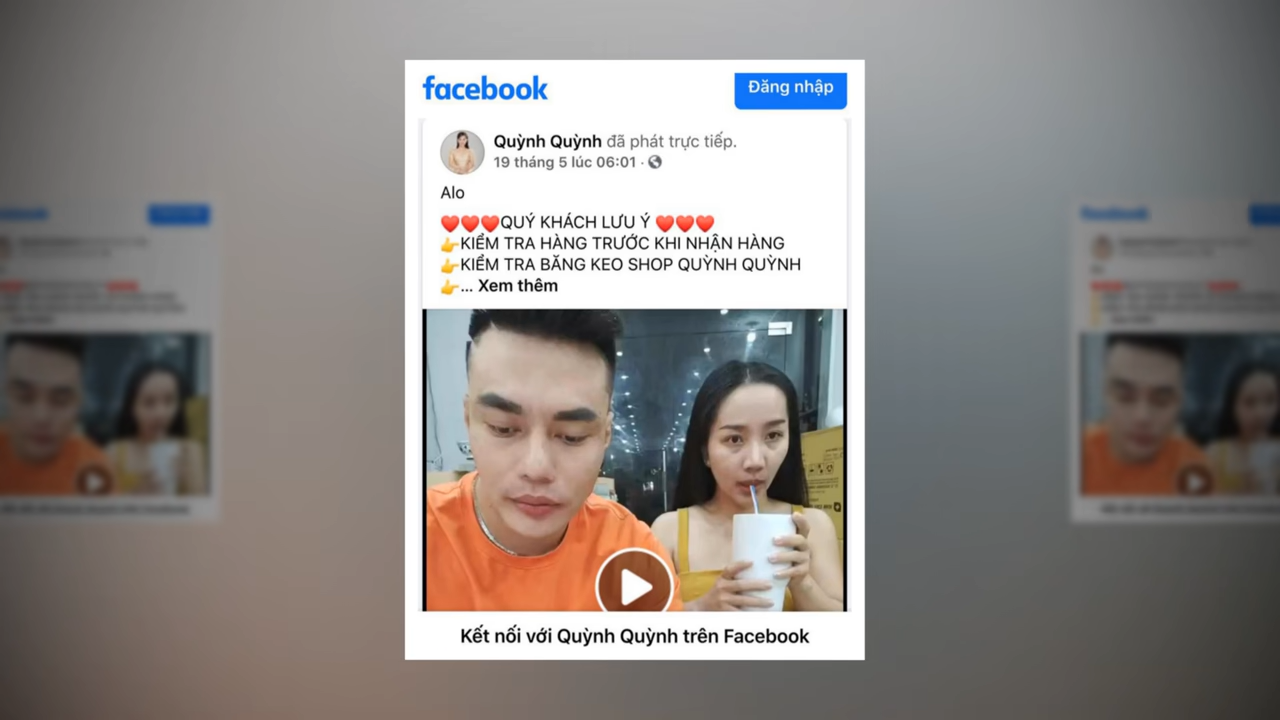 facebook
Đăng nhập
Quỳnh Quỳnh đã phát trực tiếp.
19 tháng 5 lúc 06:01 ·
Alo
❤️❤️❤️QUÝ KHÁCH LƯU Ý ❤️❤️❤️
👉KIỂM TRA HÀNG TRƯỚC KHI NHẬN HÀNG
👉KIỂM TRA BĂNG KEO SHOP QUỲNH QUỲNH
👉... Xem thêm
Kết nối với Quỳnh Quỳnh trên Facebook